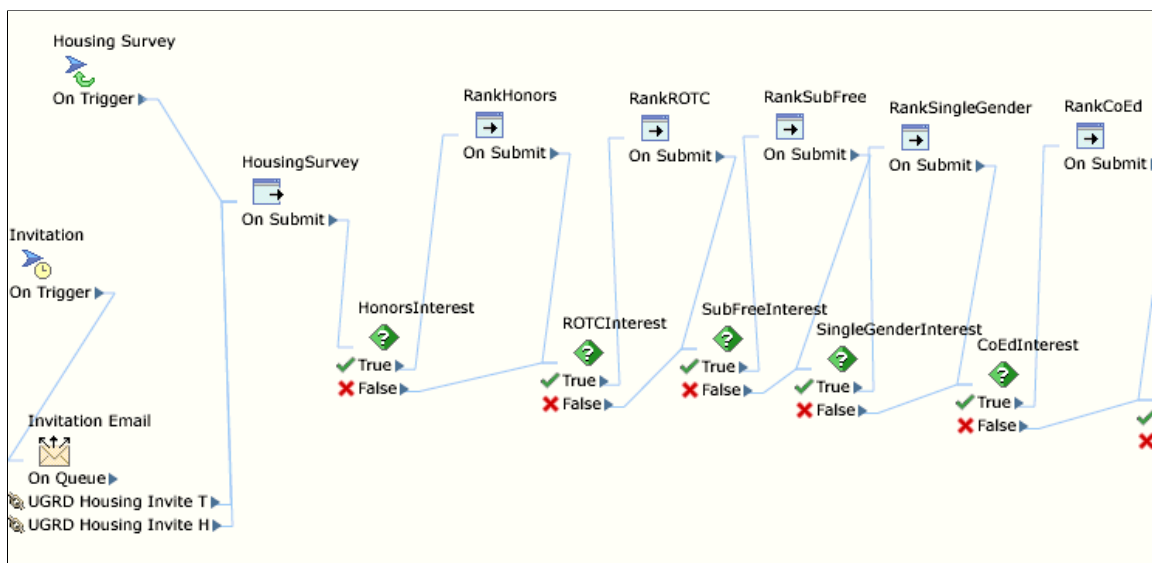 Housing Survey
On Trigger
HousingSurvey
On Submit
Invitation
On Trigger
Invitation Email
On Queue
UGRD Housing Invite T
UGRD Housing Invite H
RankHonors
On Submit
HonorsInterest
True
False
RankROTC
On Submit
ROTCInterest
True
False
RankSubFree
On Submit
SubFreeInterest
True
False
RankSingleGender
On Submit
SingleGenderInterest
True
False
RankCoEd
On Submit
CoEdInterest
True
False